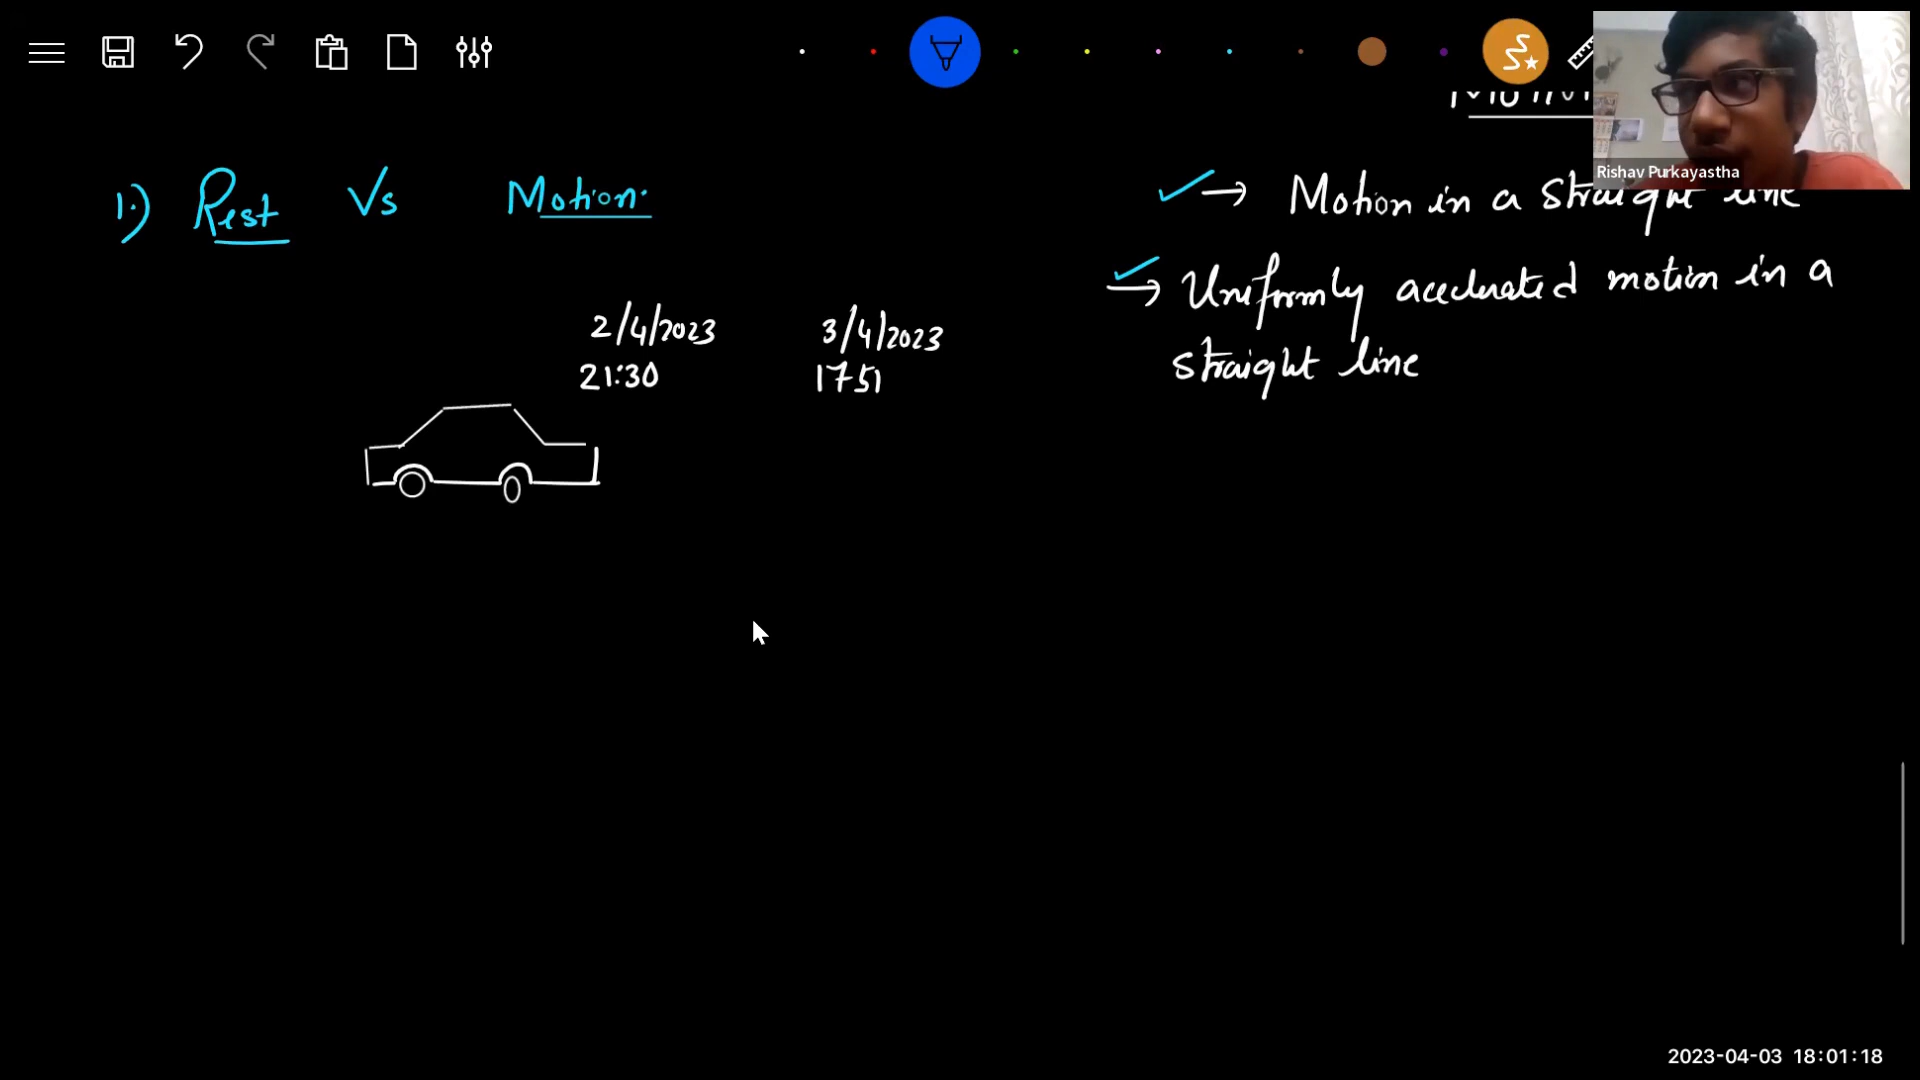 Rishav Purkayastha
1.) Rest Vs Motion.
→ Motion in a straight line
→ Uniformly accelerated motion in a
straight line
2/4/2023 3/4/2023
21:30 1751
2023-04-03 18:01:18